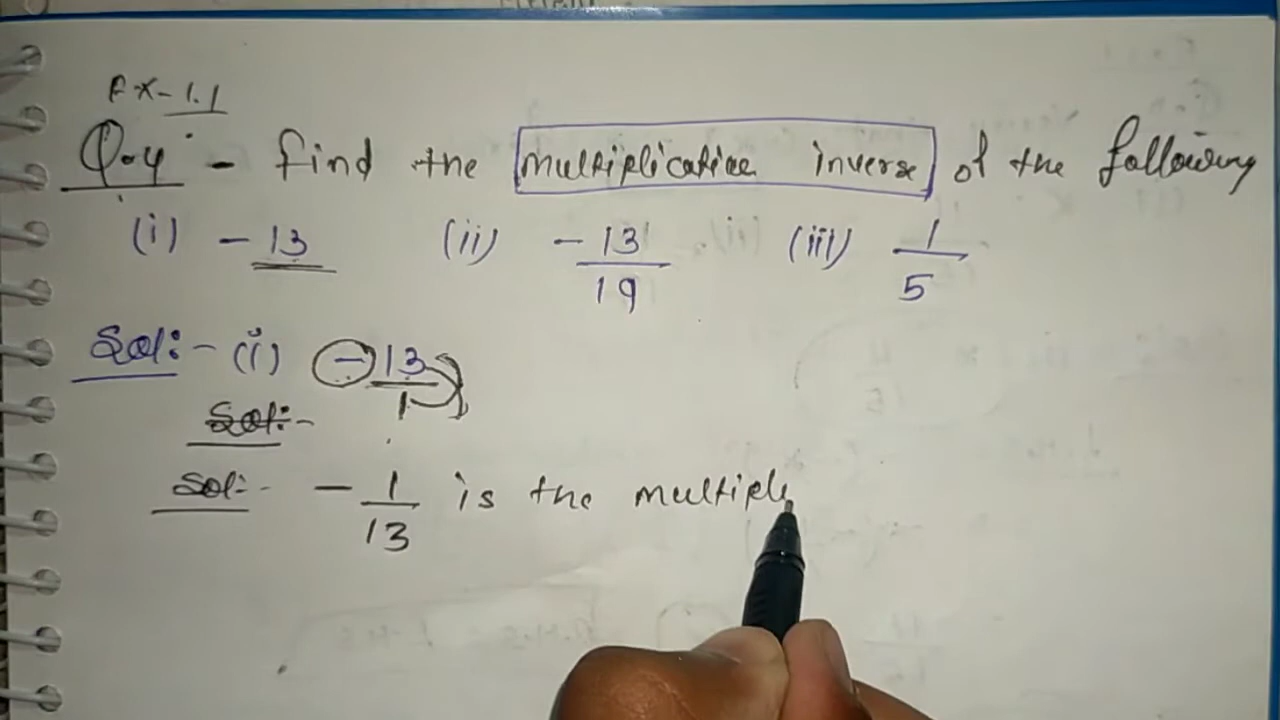 Ex-1.1
Q.4 - find the multiplicative inverse of the following
(i) -13 (ii) -13/19 (iii) 1/5
Sol:- (i) -13/1
Sol:-
Sol:- -1/13 is the multipli